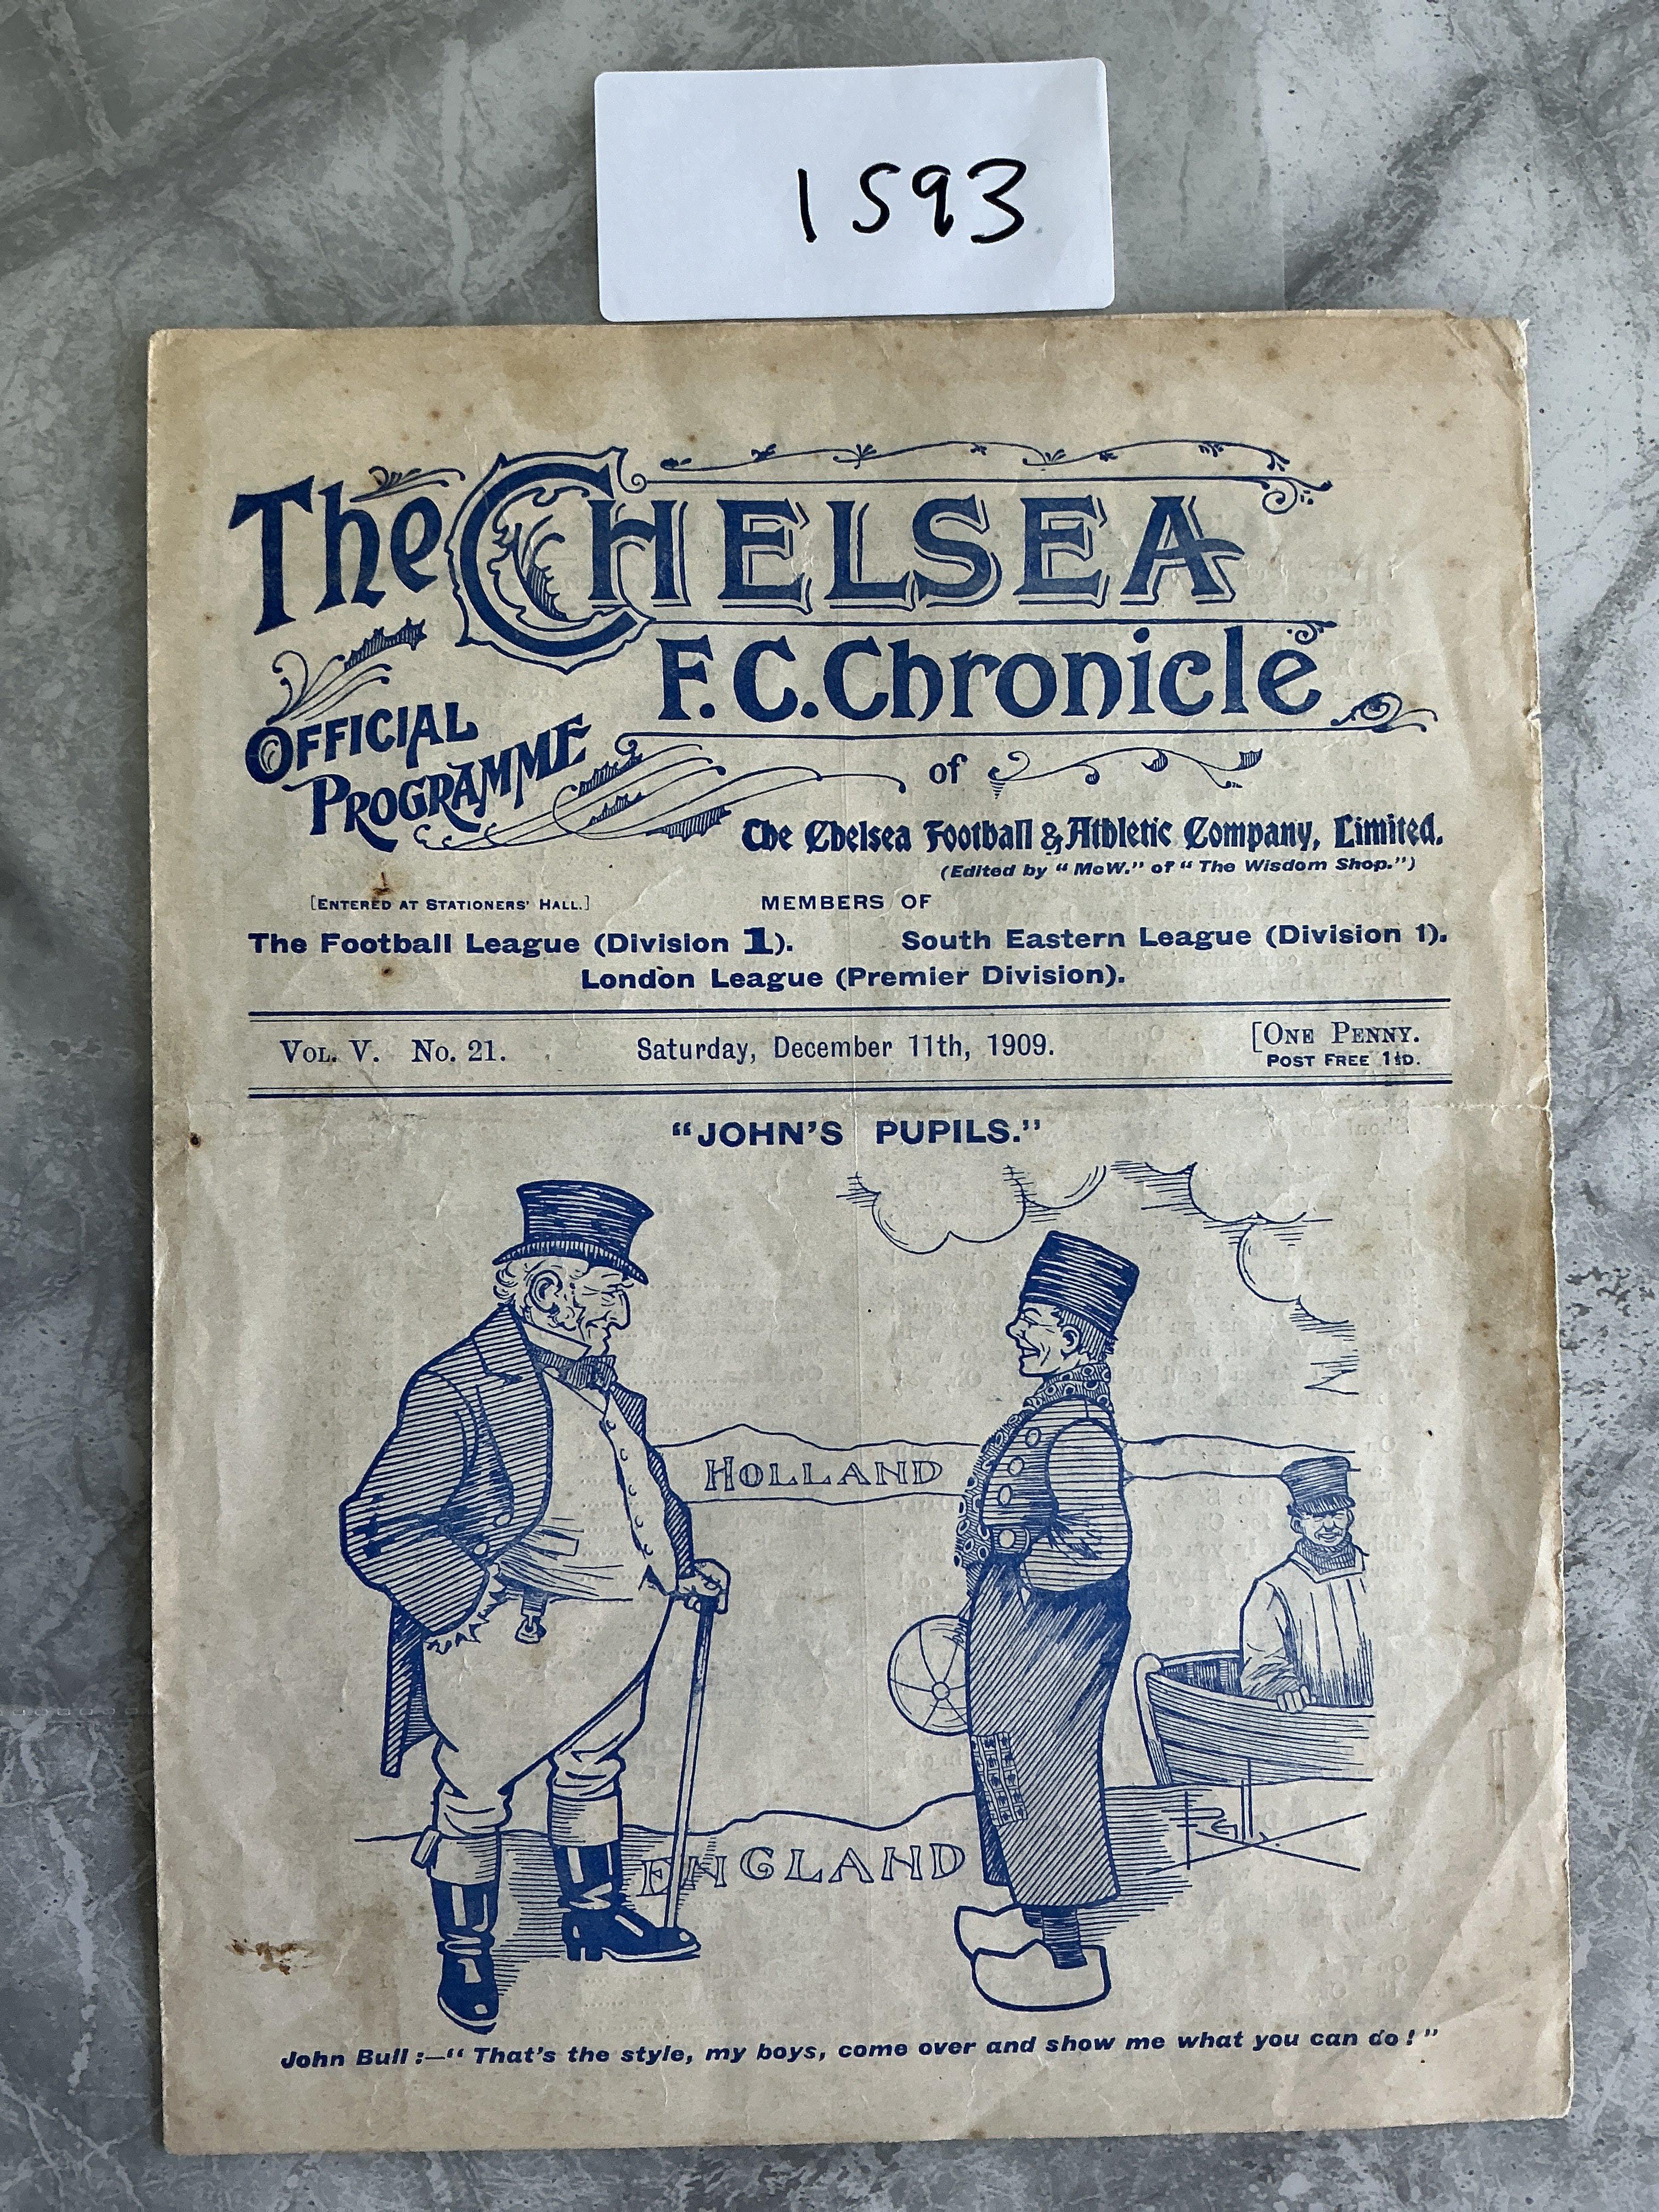 1593
The CHELSEA
F.C. Chronicle
OFFICIAL
PROGRAMME
of
The Chelsea Football & Athletic Company, Limited.
(Edited by "McW." of "The Wisdom Shop.")
[ENTERED AT STATIONERS' HALL.] MEMBERS OF
The Football League (Division 1). South Eastern League (Division 1).
London League (Premier Division).
VOL. V. No. 21. Saturday, December 11th, 1909. [ONE PENNY.
POST FREE 1½D.
"JOHN'S PUPILS."
HOLLAND
ENGLAND
John Bull:—"That's the style, my boys, come over and show me what you can do!"